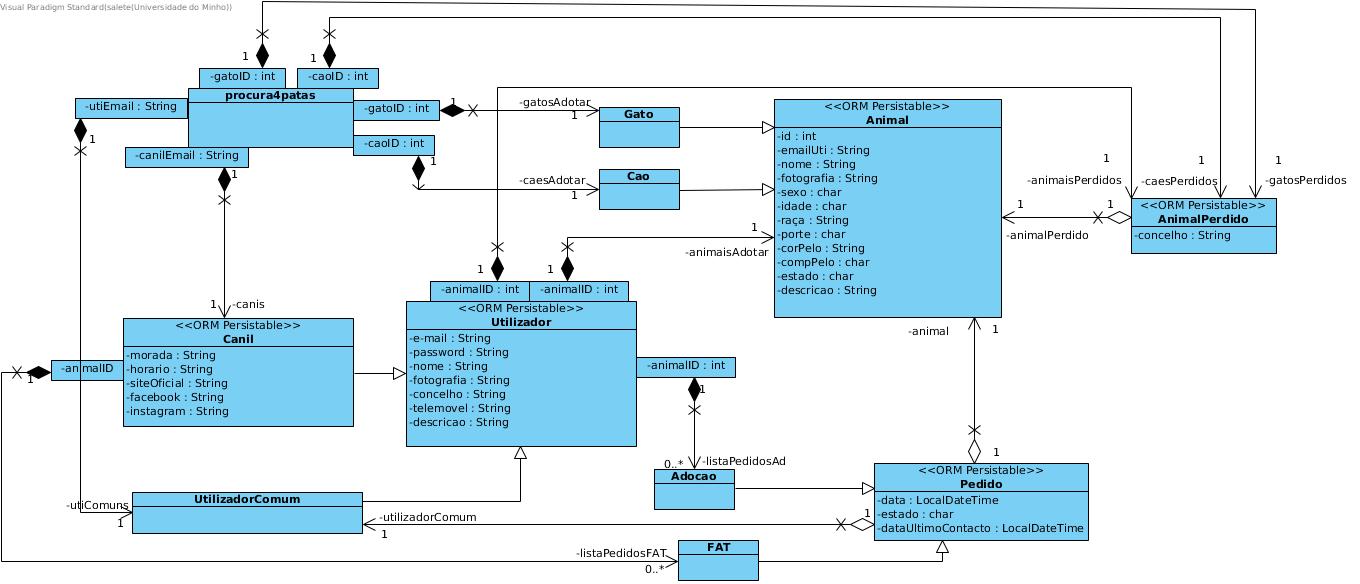 Visual Paradigm Standard(salete(Universidade do Minho))
1
1
-gatoID : int
-caoID : int
procura4patas
-utiEmail : String
1
-gatoID : int
1
-gatosAdotar
1
-caoID : int
1
-caesAdotar
1
-canilEmail : String
1
Gato
Cao
<<ORM Persistable>>
Animal
-id : int
-emailUti : String
-nome : String
-fotografia : String
-sexo : char
-idade : char
-raça : String
-porte : char
-corPelo : String
-compPelo : char
-estado : char
-descricao : String
1
-animaisPerdidos
1
-caesPerdidos
1
-gatosPerdidos
<<ORM Persistable>>
AnimalPerdido
-concelho : String
1
1
-animalPerdido
1
-animaisAdotar
1
1
-animalID : int
-animalID : int
<<ORM Persistable>>
Utilizador
-e-mail : String
-password : String
-nome : String
-fotografia : String
-concelho : String
-telemovel : String
-descricao : String
1
-canis
<<ORM Persistable>>
Canil
-morada : String
-horario : String
-siteOficial : String
-facebook : String
-instagram : String
-animalID
1
-animalID : int
1
0..*
-listaPedidosAd
Adocao
-animal
1
1
<<ORM Persistable>>
Pedido
-data : LocalDateTime
-estado : char
-dataUltimoContacto : LocalDateTime
1
-utiComuns
1
UtilizadorComum
-utilizadorComum
1
-listaPedidosFAT
0..*
FAT